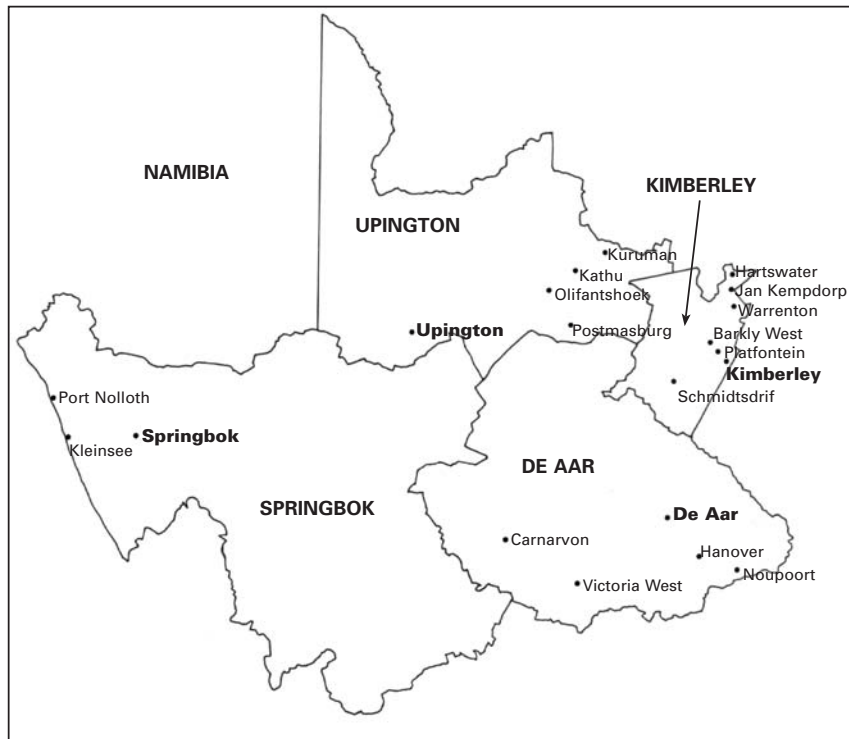 NAMIBIA
KIMBERLEY
UPINGTON
Kuruman
Kathu
Hartswater
Olifantshoek
Jan Kempdorp
Warrenton
Upington
Postmasburg
Barkly West
Platfontein
Kimberley
Schmidtsdrif
Port Nolloth
Springbok
Kleinsee
DE AAR
SPRINGBOK
De Aar
Carnarvon
Hanover
Noupoort
Victoria West